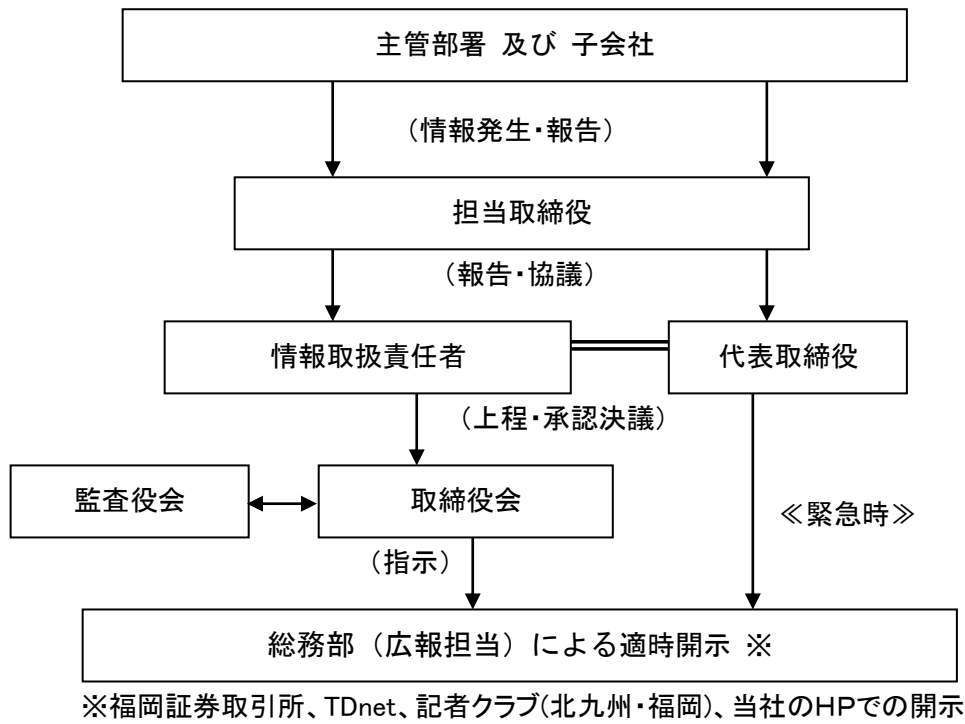 主管部署 及び 子会社
（情報発生・報告）
担当取締役
（報告・協議）
情報取扱責任者
代表取締役
（上程・承認決議）
監査役会
取締役会
≪緊急時≫
（指示）
総務部（広報担当）による適時開示 ※
※福岡証券取引所、TDnet、記者クラブ(北九州・福岡)、当社のHPでの開示